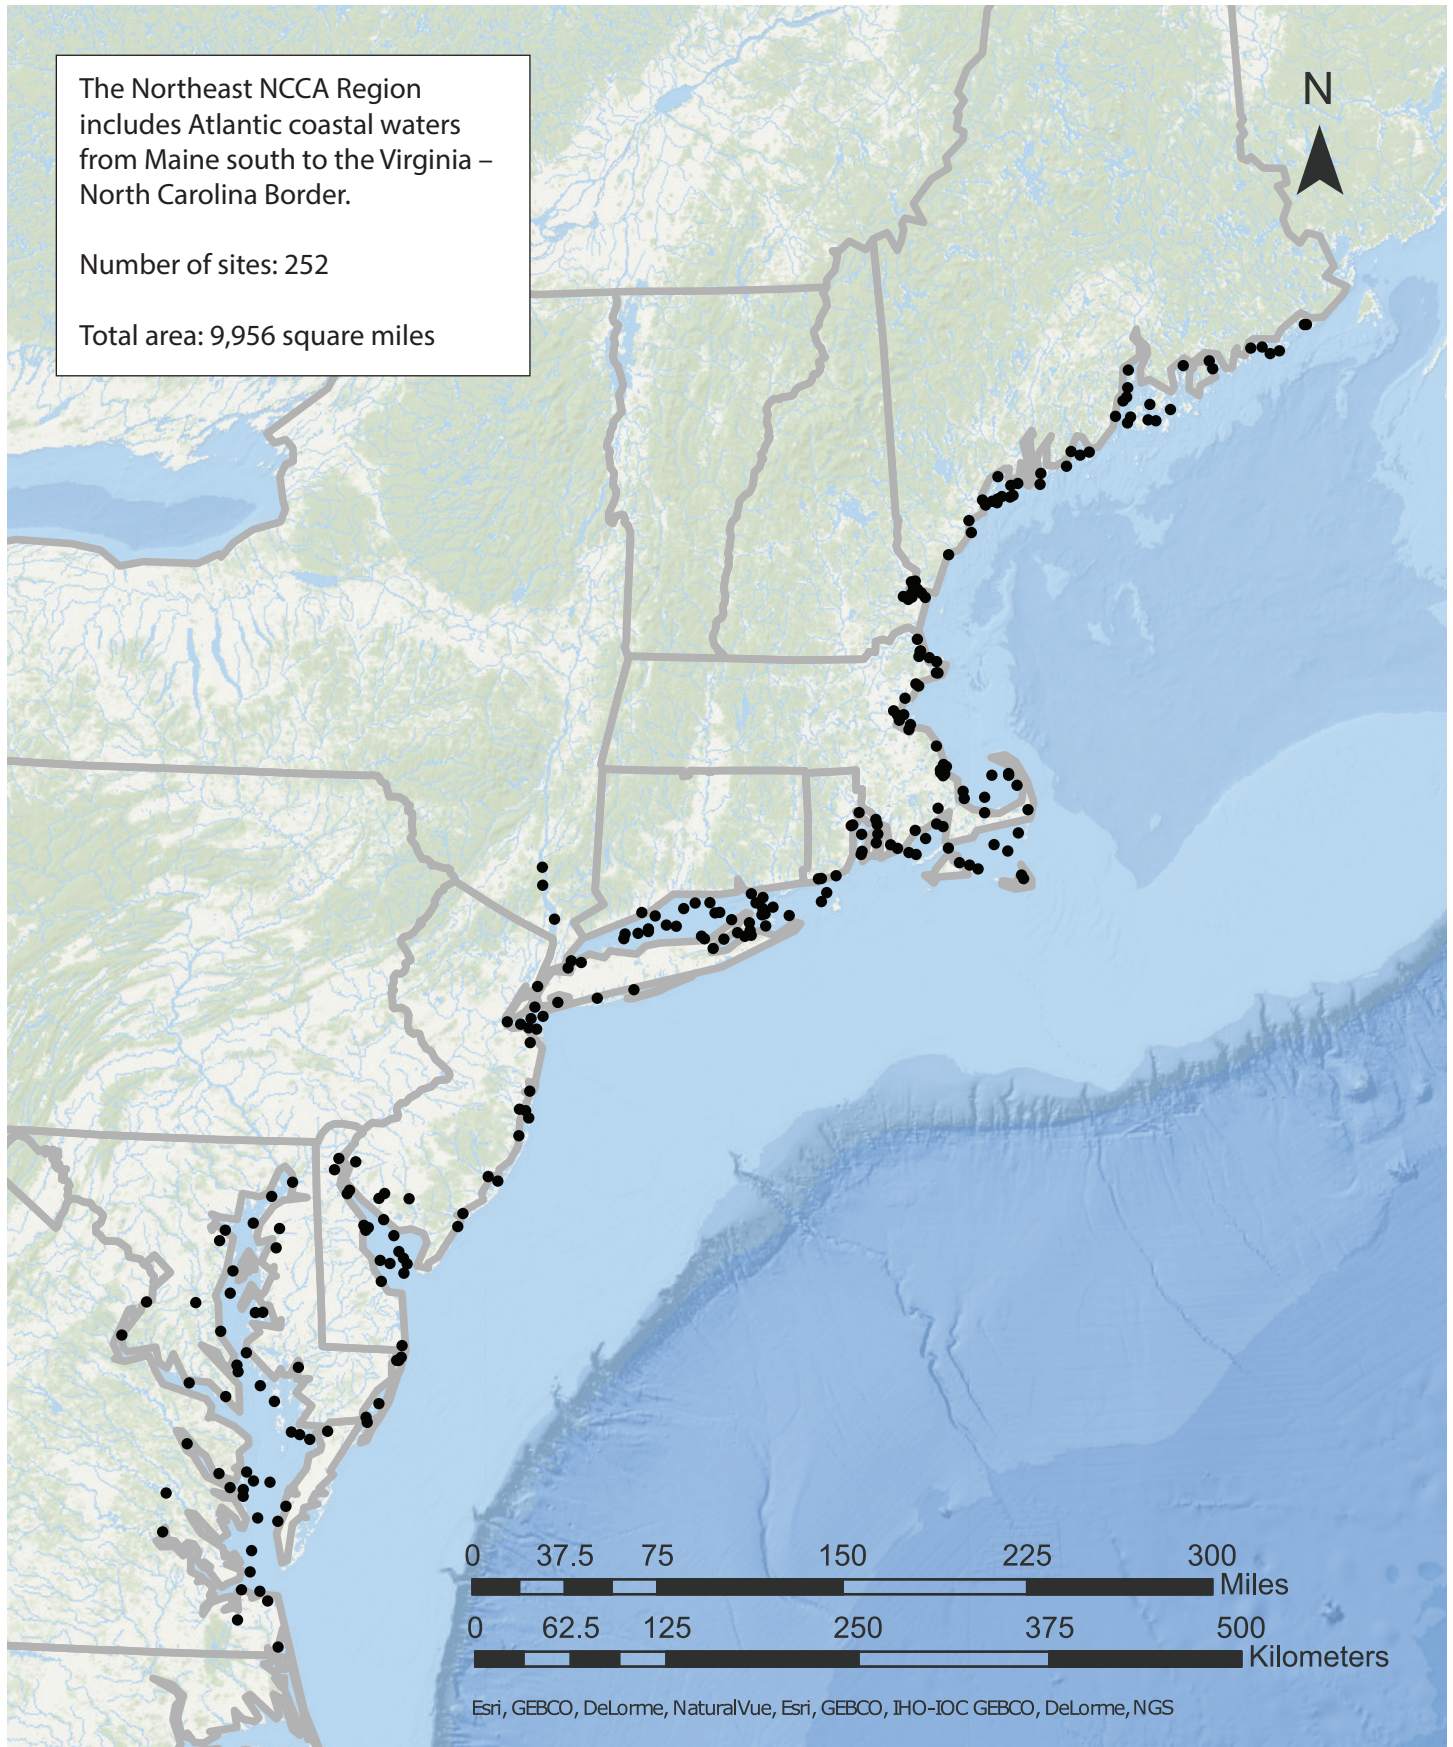 The Northeast NCCA Region
includes Atlantic coastal waters
from Maine south to the Virginia –
North Carolina Border.
Number of sites: 252
Total area: 9,956 square miles
N
0 37.5 75 150 225 300
Miles
0 62.5 125 250 375 500
Kilometers
Esri, GEBCO, DeLorme, NaturalVue, Esri, GEBCO, IHO-IOC GEBCO, DeLorme, NGS